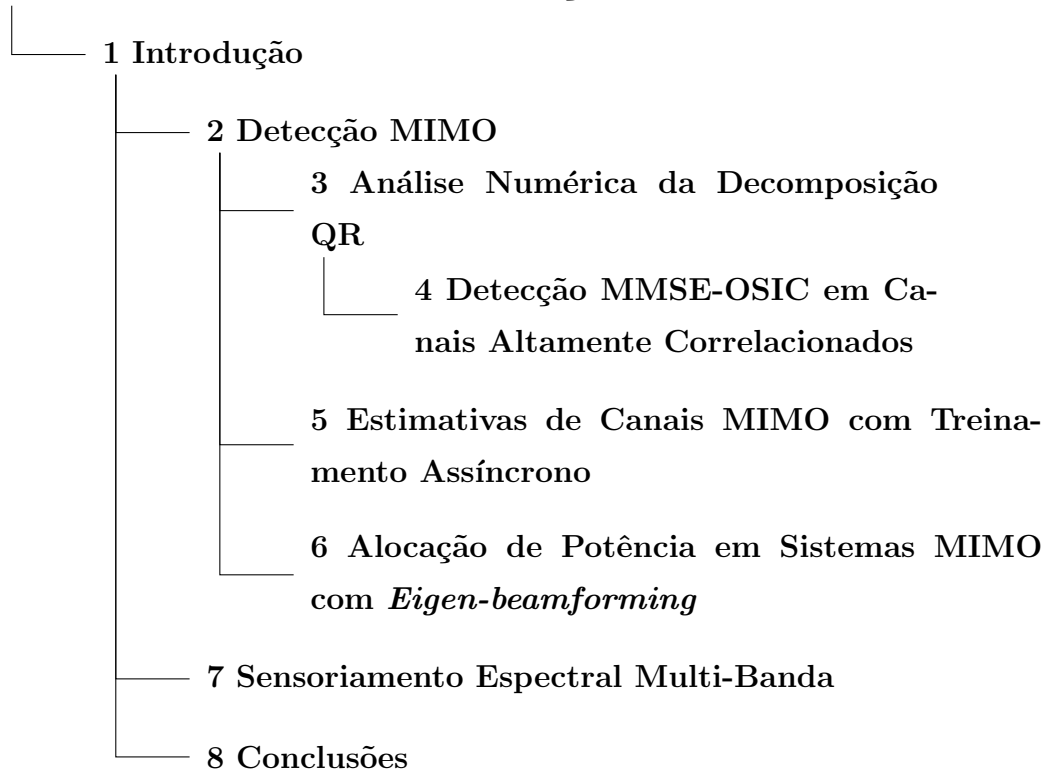 1 Introdução
2 Detecção MIMO
3 Análise Numérica da Decomposição
QR
4 Detecção MMSE-OSIC em Ca-
nais Altamente Correlacionados
5 Estimativas de Canais MIMO com Treina-
mento Assíncrono
6 Alocação de Potência em Sistemas MIMO
com Eigen-beamforming
7 Sensoriamento Espectral Multi-Banda
8 Conclusões